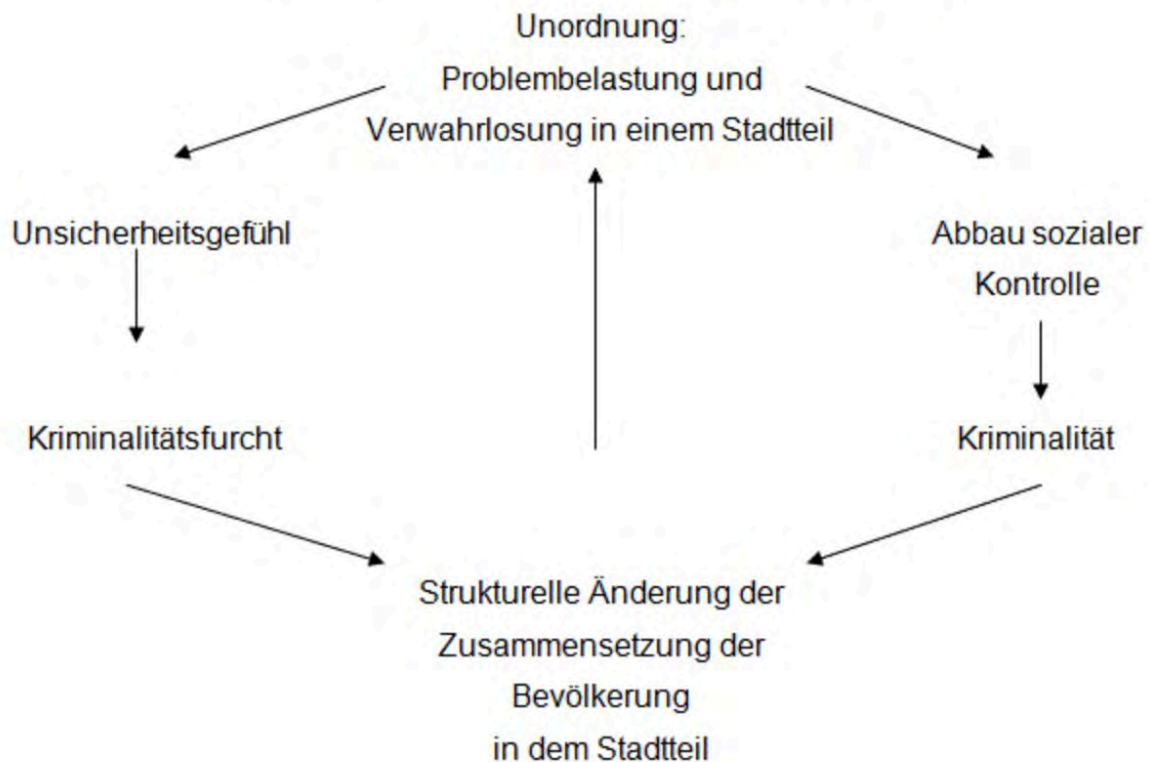 Unordnung:
Problembelastung und
Verwahrlosung in einem Stadtteil
Unsicherheitsgefühl
Abbau sozialer
Kontrolle
Kriminalitätsfurcht
Kriminalität
Strukturelle Änderung der
Zusammensetzung der
Bevölkerung
in dem Stadtteil